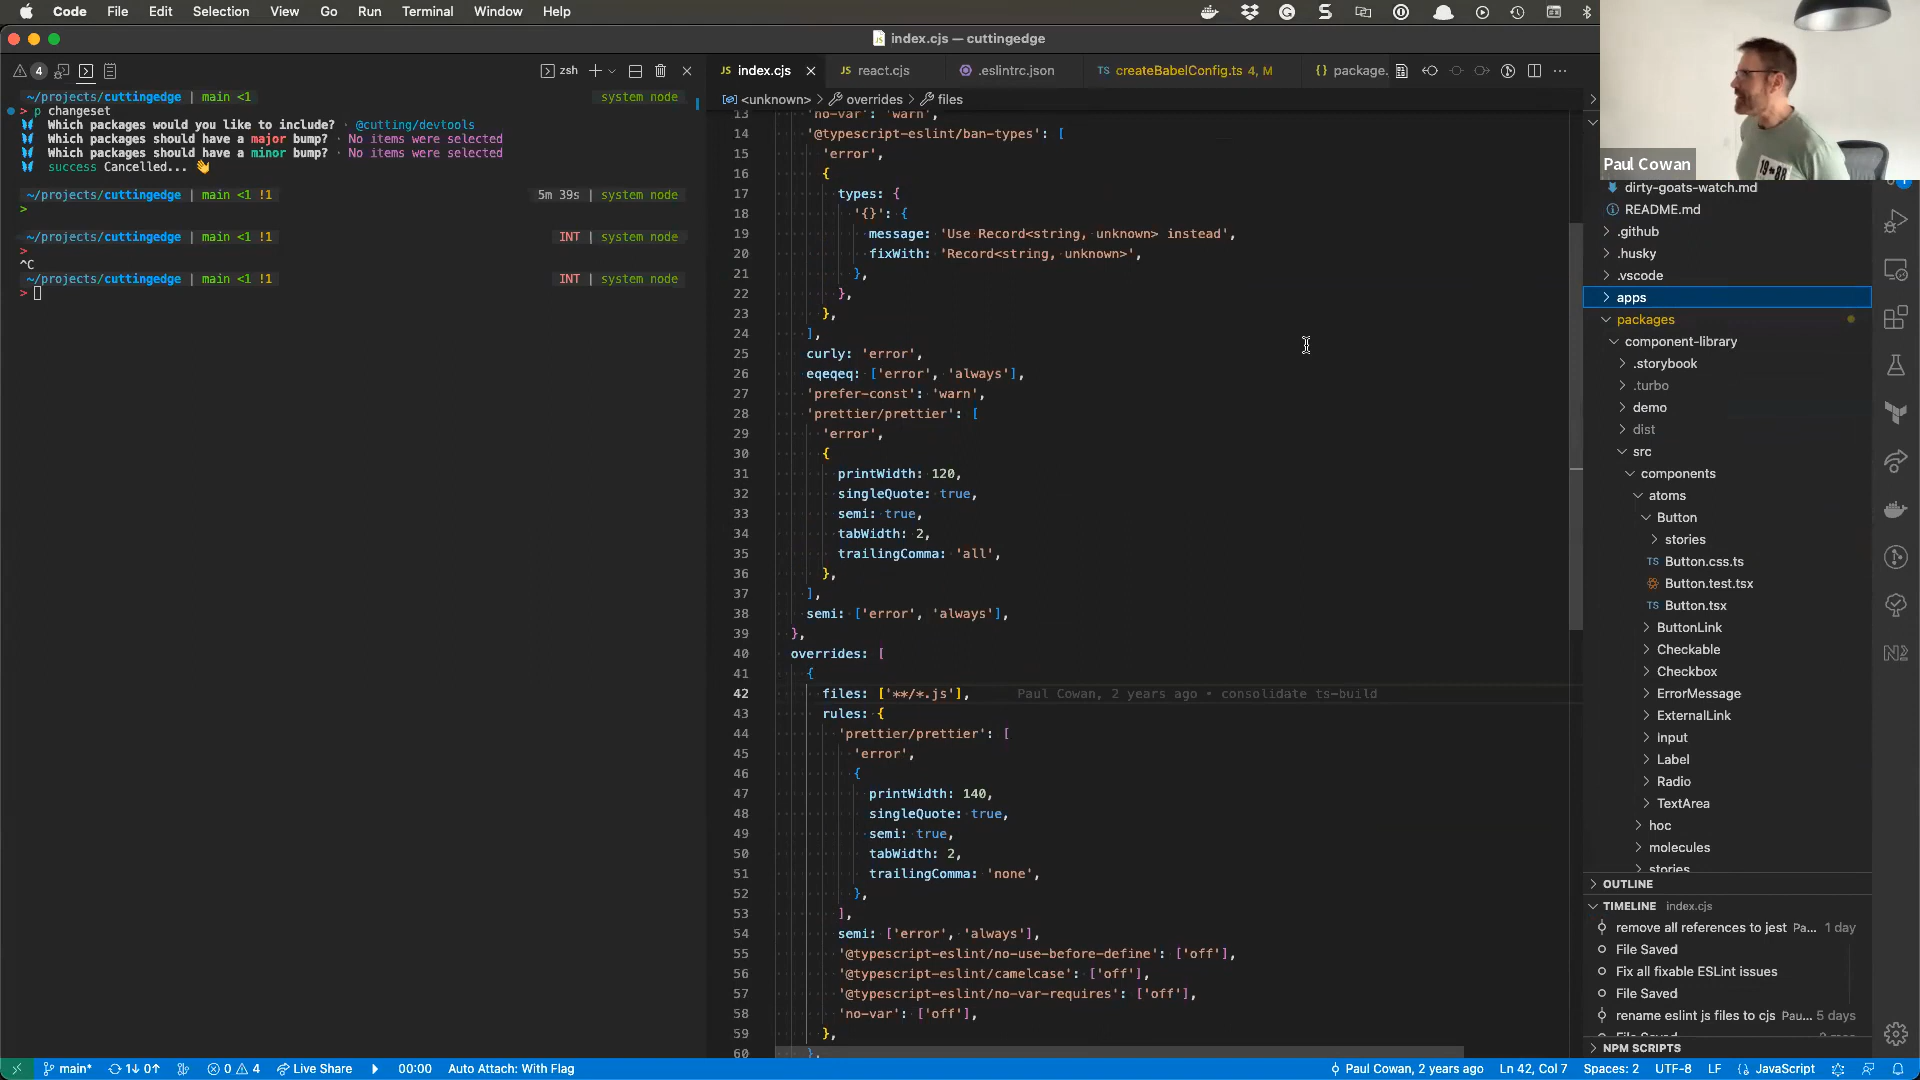 Code File Edit Selection View Go Run Terminal Window Help
index.cjs — cuttingedge
4 zsh
index.cjs react.cjs .eslintrc.json createBabelConfig.ts 4, M package.
<unknown> > overrides > files
~/projects/cuttingedge | main <1 system node
> p changeset
Which packages would you like to include? · @cutting/devtools
Which packages should have a major bump? · No items were selected
Which packages should have a minor bump? · No items were selected
success Cancelled... 👋
~/projects/cuttingedge | main <1 !1 5m 39s | system node
>
~/projects/cuttingedge | main <1 !1 INT | system node
>
^C
~/projects/cuttingedge | main <1 !1 INT | system node
>
13 'no-var': 'warn',
14 '@typescript-eslint/ban-types': [
15 'error',
16 {
17 types: {
18 '{}': {
19 message: 'Use Record<string, unknown> instead',
20 fixWith: 'Record<string, unknown>',
21 },
22 },
23 },
24 ],
25 curly: 'error',
26 eqeqeq: ['error', 'always'],
27 'prefer-const': 'warn',
28 'prettier/prettier': [
29 'error',
30 {
31 printWidth: 120,
32 singleQuote: true,
33 semi: true,
34 tabWidth: 2,
35 trailingComma: 'all',
36 },
37 ],
38 semi: ['error', 'always'],
39 },
40 overrides: [
41 {
42 files: ['**/*.js'], Paul Cowan, 2 years ago • consolidate ts-build
43 rules: {
44 'prettier/prettier': [
45 'error',
46 {
47 printWidth: 140,
48 singleQuote: true,
49 semi: true,
50 tabWidth: 2,
51 trailingComma: 'none',
52 },
53 ],
54 semi: ['error', 'always'],
55 '@typescript-eslint/no-use-before-define': ['off'],
56 '@typescript-eslint/camelcase': ['off'],
57 '@typescript-eslint/no-var-requires': ['off'],
58 'no-var': ['off'],
59 },
60 },
Paul Cowan
19 88
dirty-goats-watch.md
README.md
.github
.husky
.vscode
apps
packages
component-library
.storybook
.turbo
demo
dist
src
components
atoms
Button
stories
TS Button.css.ts
Button.test.tsx
TS Button.tsx
ButtonLink
Checkable
Checkbox
ErrorMessage
ExternalLink
Input
Label
Radio
TextArea
hoc
molecules
stories
OUTLINE
TIMELINE index.cjs
remove all references to jest Pa... 1 day
File Saved
Fix all fixable ESLint issues
File Saved
rename eslint js files to cjs Pau... 5 days
File Saved
NPM SCRIPTS
main* 1↓ 0↑ 0 4 Live Share 00:00 Auto Attach: With Flag Paul Cowan, 2 years ago Ln 42, Col 7 Spaces: 2 UTF-8 LF {} JavaScript